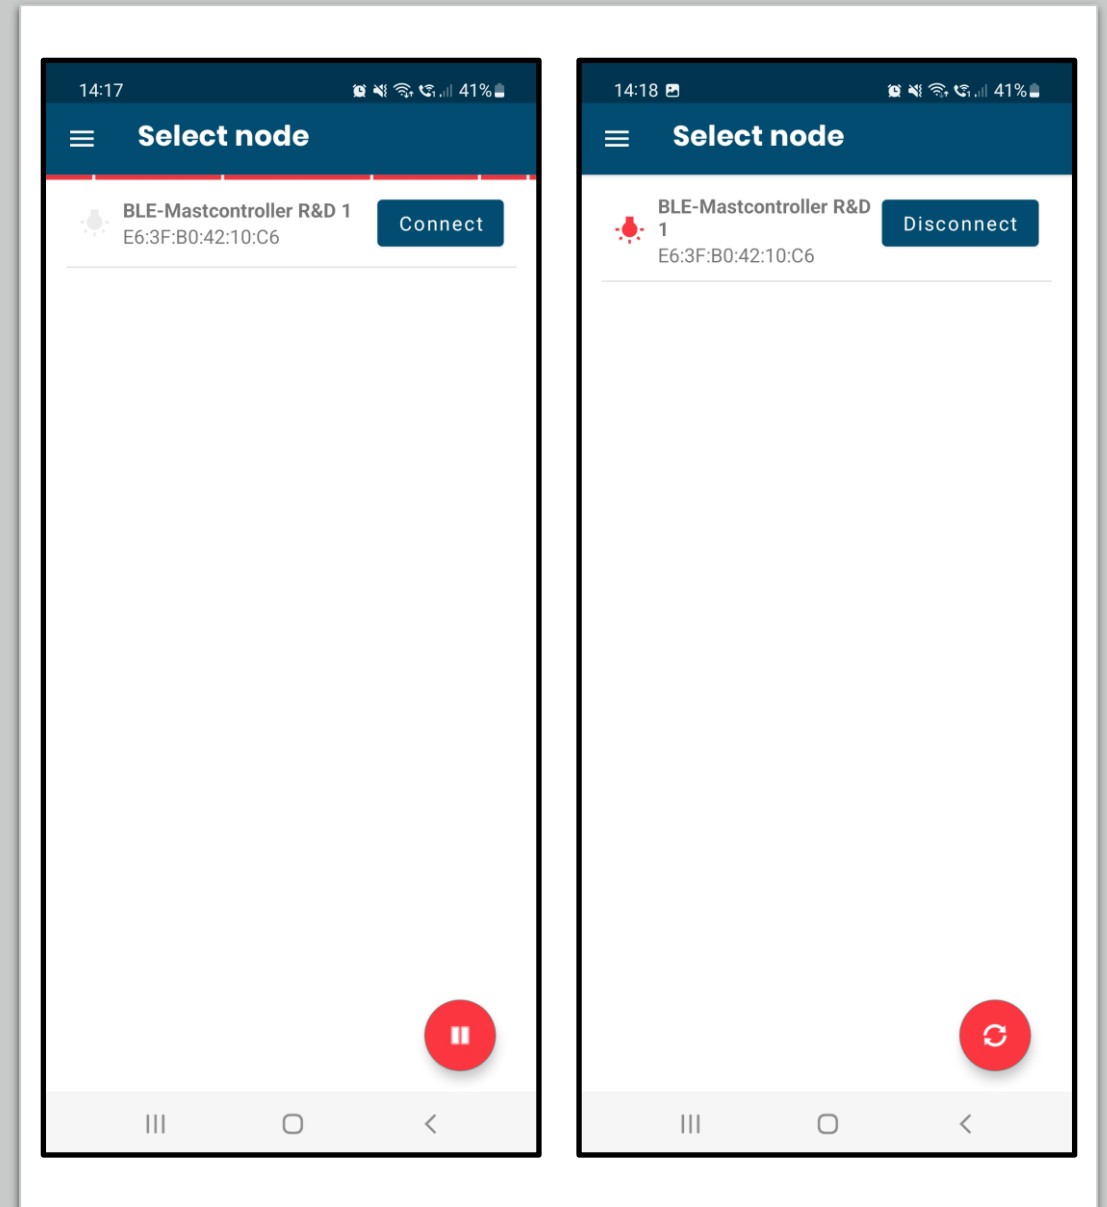 14:17
41%
Select node
BLE-Mastcontroller R&D 1
E6:3F:B0:42:10:C6
Connect
14:18
41%
Select node
BLE-Mastcontroller R&D
1
E6:3F:B0:42:10:C6
Disconnect